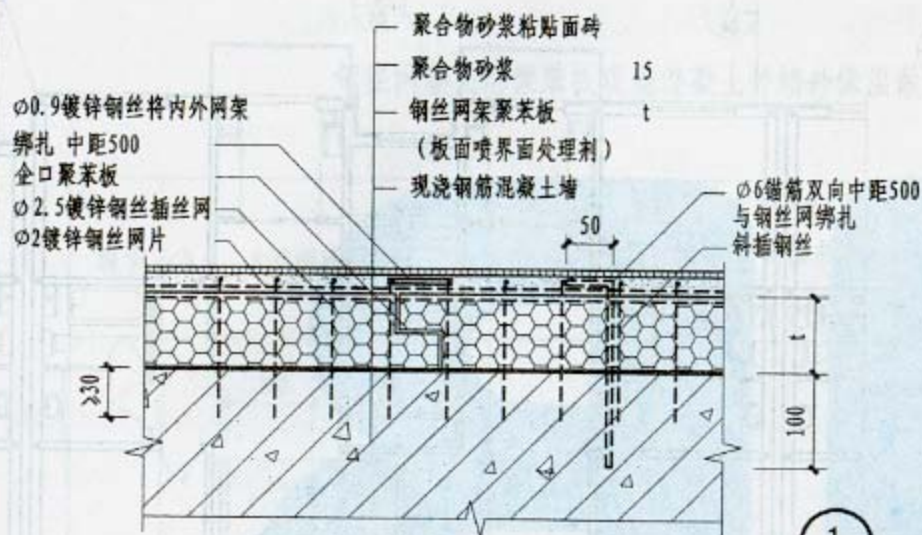 聚合物砂浆粘贴面砖
聚合物砂浆 15
钢丝网架聚苯板 t
(板面喷界面处理剂)
现浇钢筋混凝土墙
Ø0.9镀锌钢丝将内外网架
绑扎 中距500
企口聚苯板
Ø2.5镀锌钢丝插丝网
Ø2镀锌钢丝网片
Ø6锚筋双向中距500
与钢丝网绑扎
斜插钢丝
50
t
≥30
100
1